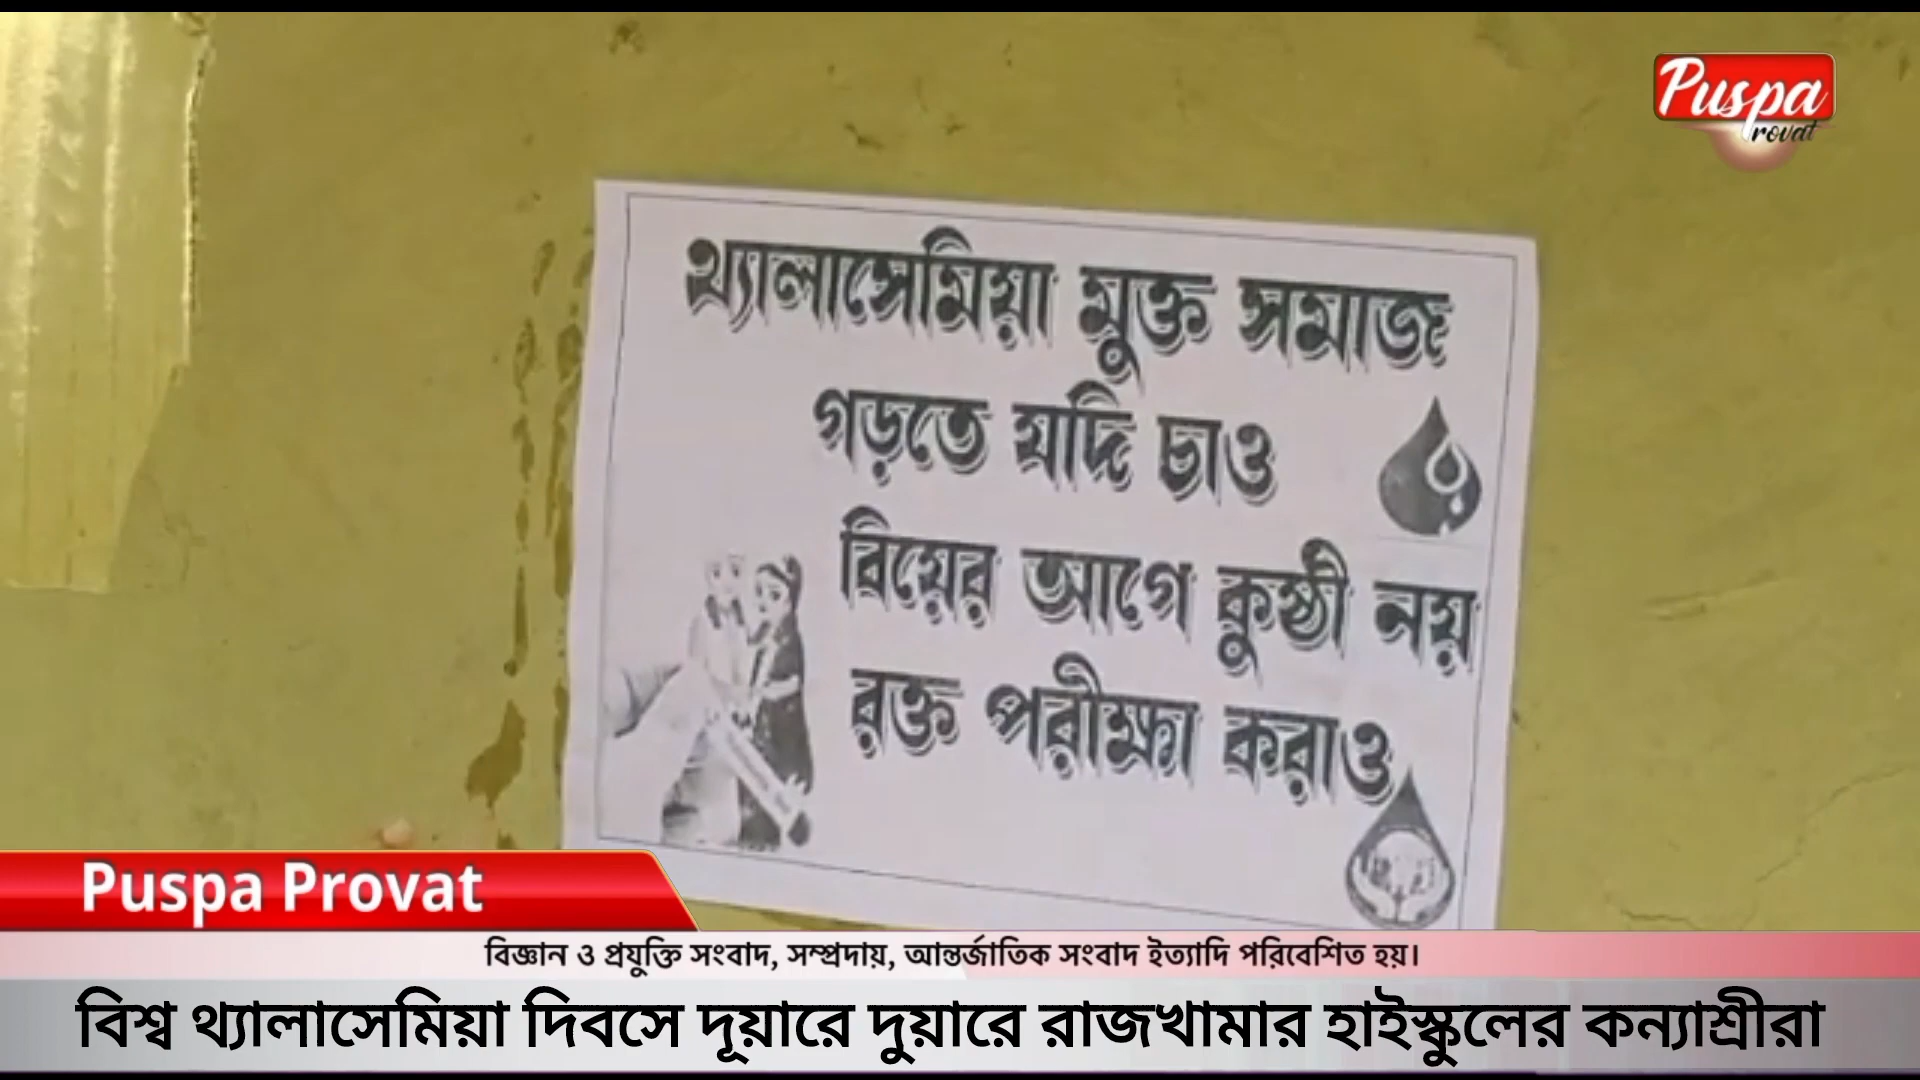 Puspa
rovat
থ্যালাসেমিয়া মুক্ত সমাজ
গড়তে যদি চাও
বিয়ের আগে কুষ্ঠী নয়
রক্ত পরীক্ষা করাও
Puspa Provat
বিজ্ঞান ও প্রযুক্তি সংবাদ, সম্প্রদায়, আন্তর্জাতিক সংবাদ ইত্যাদি পরিবেশিত হয়।
বিশ্ব থ্যালাসেমিয়া দিবসে দূয়ারে দুয়ারে রাজখামার হাইস্কুলের কন্যাশ্রীরা